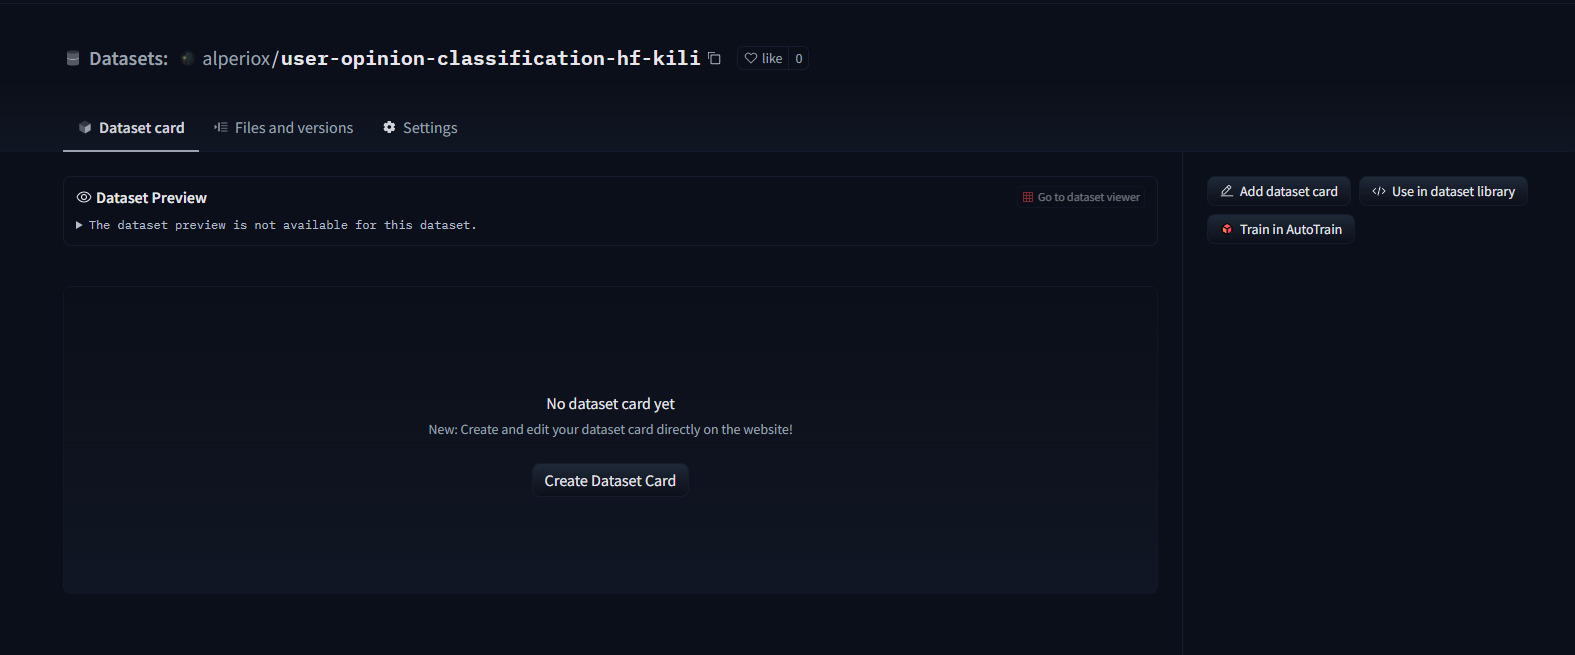 Datasets: alperiox/user-opinion-classification-hf-kili like 0
Dataset card Files and versions Settings
Dataset Preview Go to dataset viewer
The dataset preview is not available for this dataset.
Add dataset card Use in dataset library
Train in AutoTrain
No dataset card yet
New: Create and edit your dataset card directly on the website!
Create Dataset Card